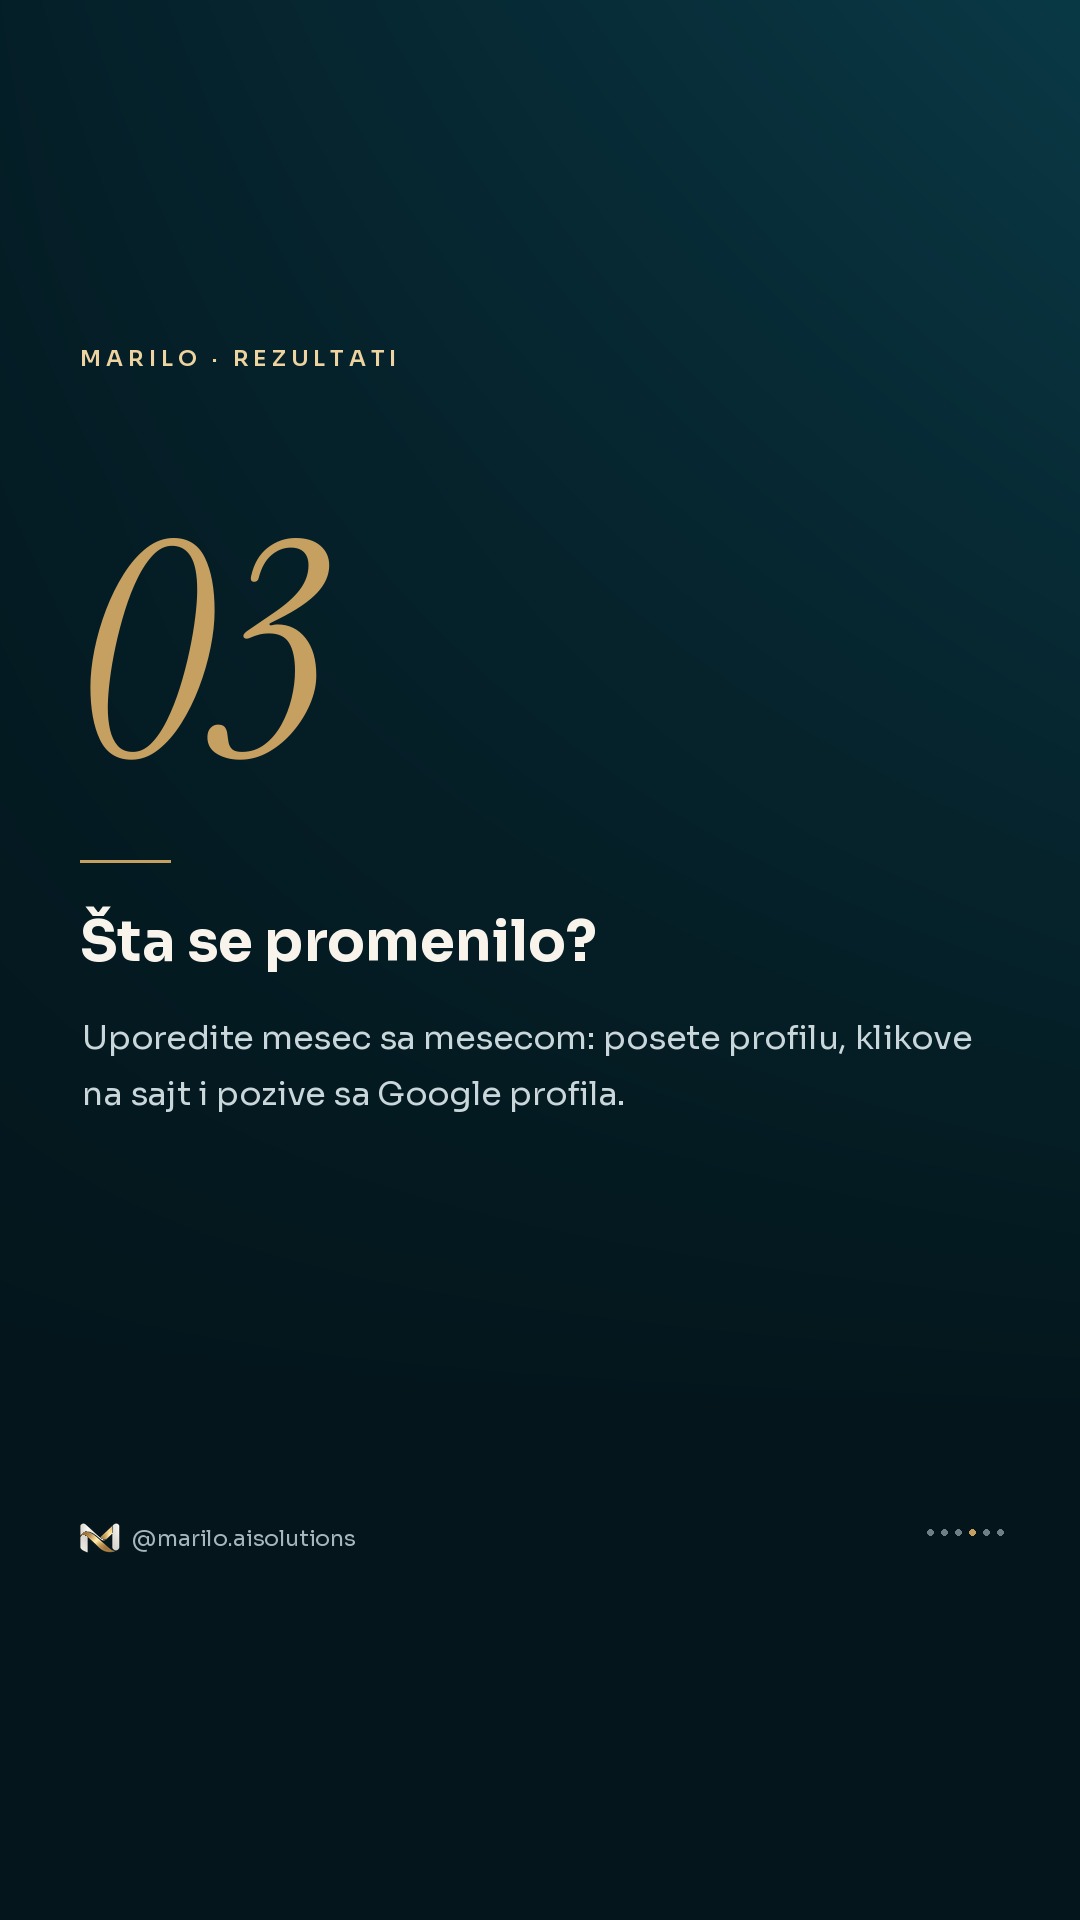 MARILO · REZULTATI
03
Šta se promenilo?
Uporedite mesec sa mesecom: posete profilu, klikove
na sajt i pozive sa Google profila.
@marilo.aisolutions